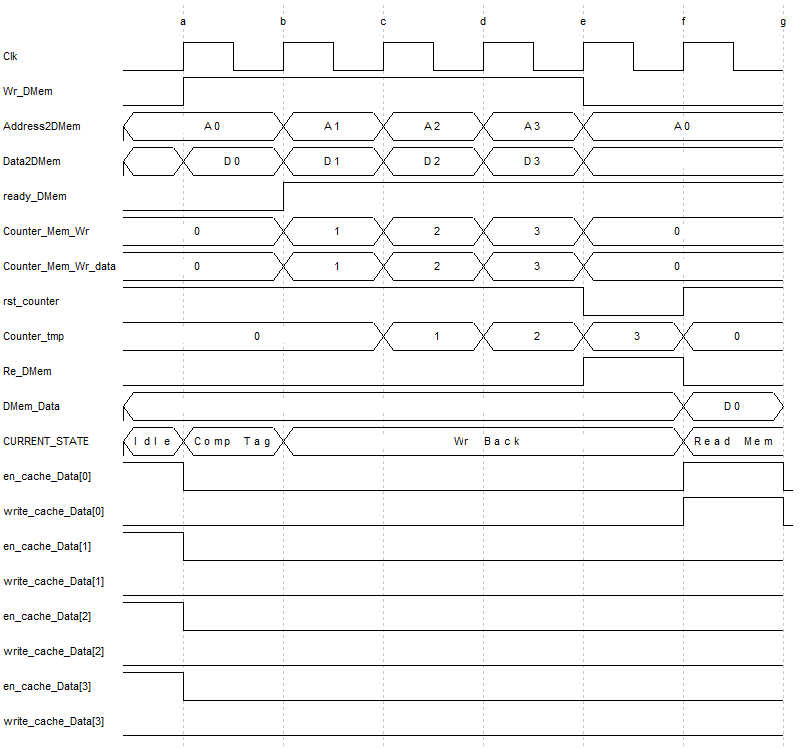 a b c d e f g
Clk
Wr_DMem
Address2DMem A0 A1 A2 A3 A0
Data2DMem D0 D1 D2 D3
ready_DMem
Counter_Mem_Wr 0 1 2 3 0
Counter_Mem_Wr_data 0 1 2 3 0
rst_counter
Counter_tmp 0 1 2 3 0
Re_DMem
DMem_Data D0
CURRENT_STATE Idle Comp Tag Wr Back Read Mem
en_cache_Data[0]
write_cache_Data[0]
en_cache_Data[1]
write_cache_Data[1]
en_cache_Data[2]
write_cache_Data[2]
en_cache_Data[3]
write_cache_Data[3]